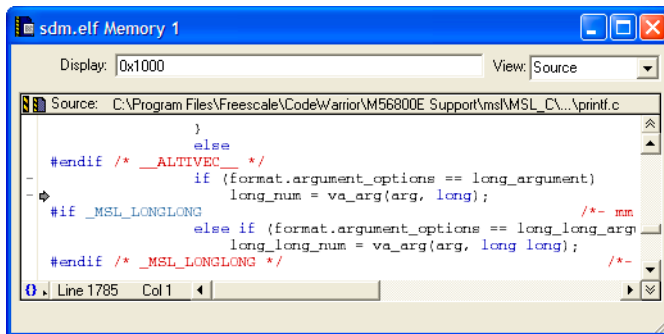 sdm.elf Memory 1
Display: 0x1000 View: Source
Source: C:\Program Files\Freescale\CodeWarrior\M56800E Support\msl\MSL_C\...\printf.c
}
else
#endif /* __ALTIVEC__ */
if (format.argument_options == long_argument)
long_num = va_arg(arg, long);
#if _MSL_LONGLONG /*- mm
else if (format.argument_options == long_long_argu
long_long_num = va_arg(arg, long long);
#endif /* _MSL_LONGLONG */ /*-
{} Line 1785 Col 1